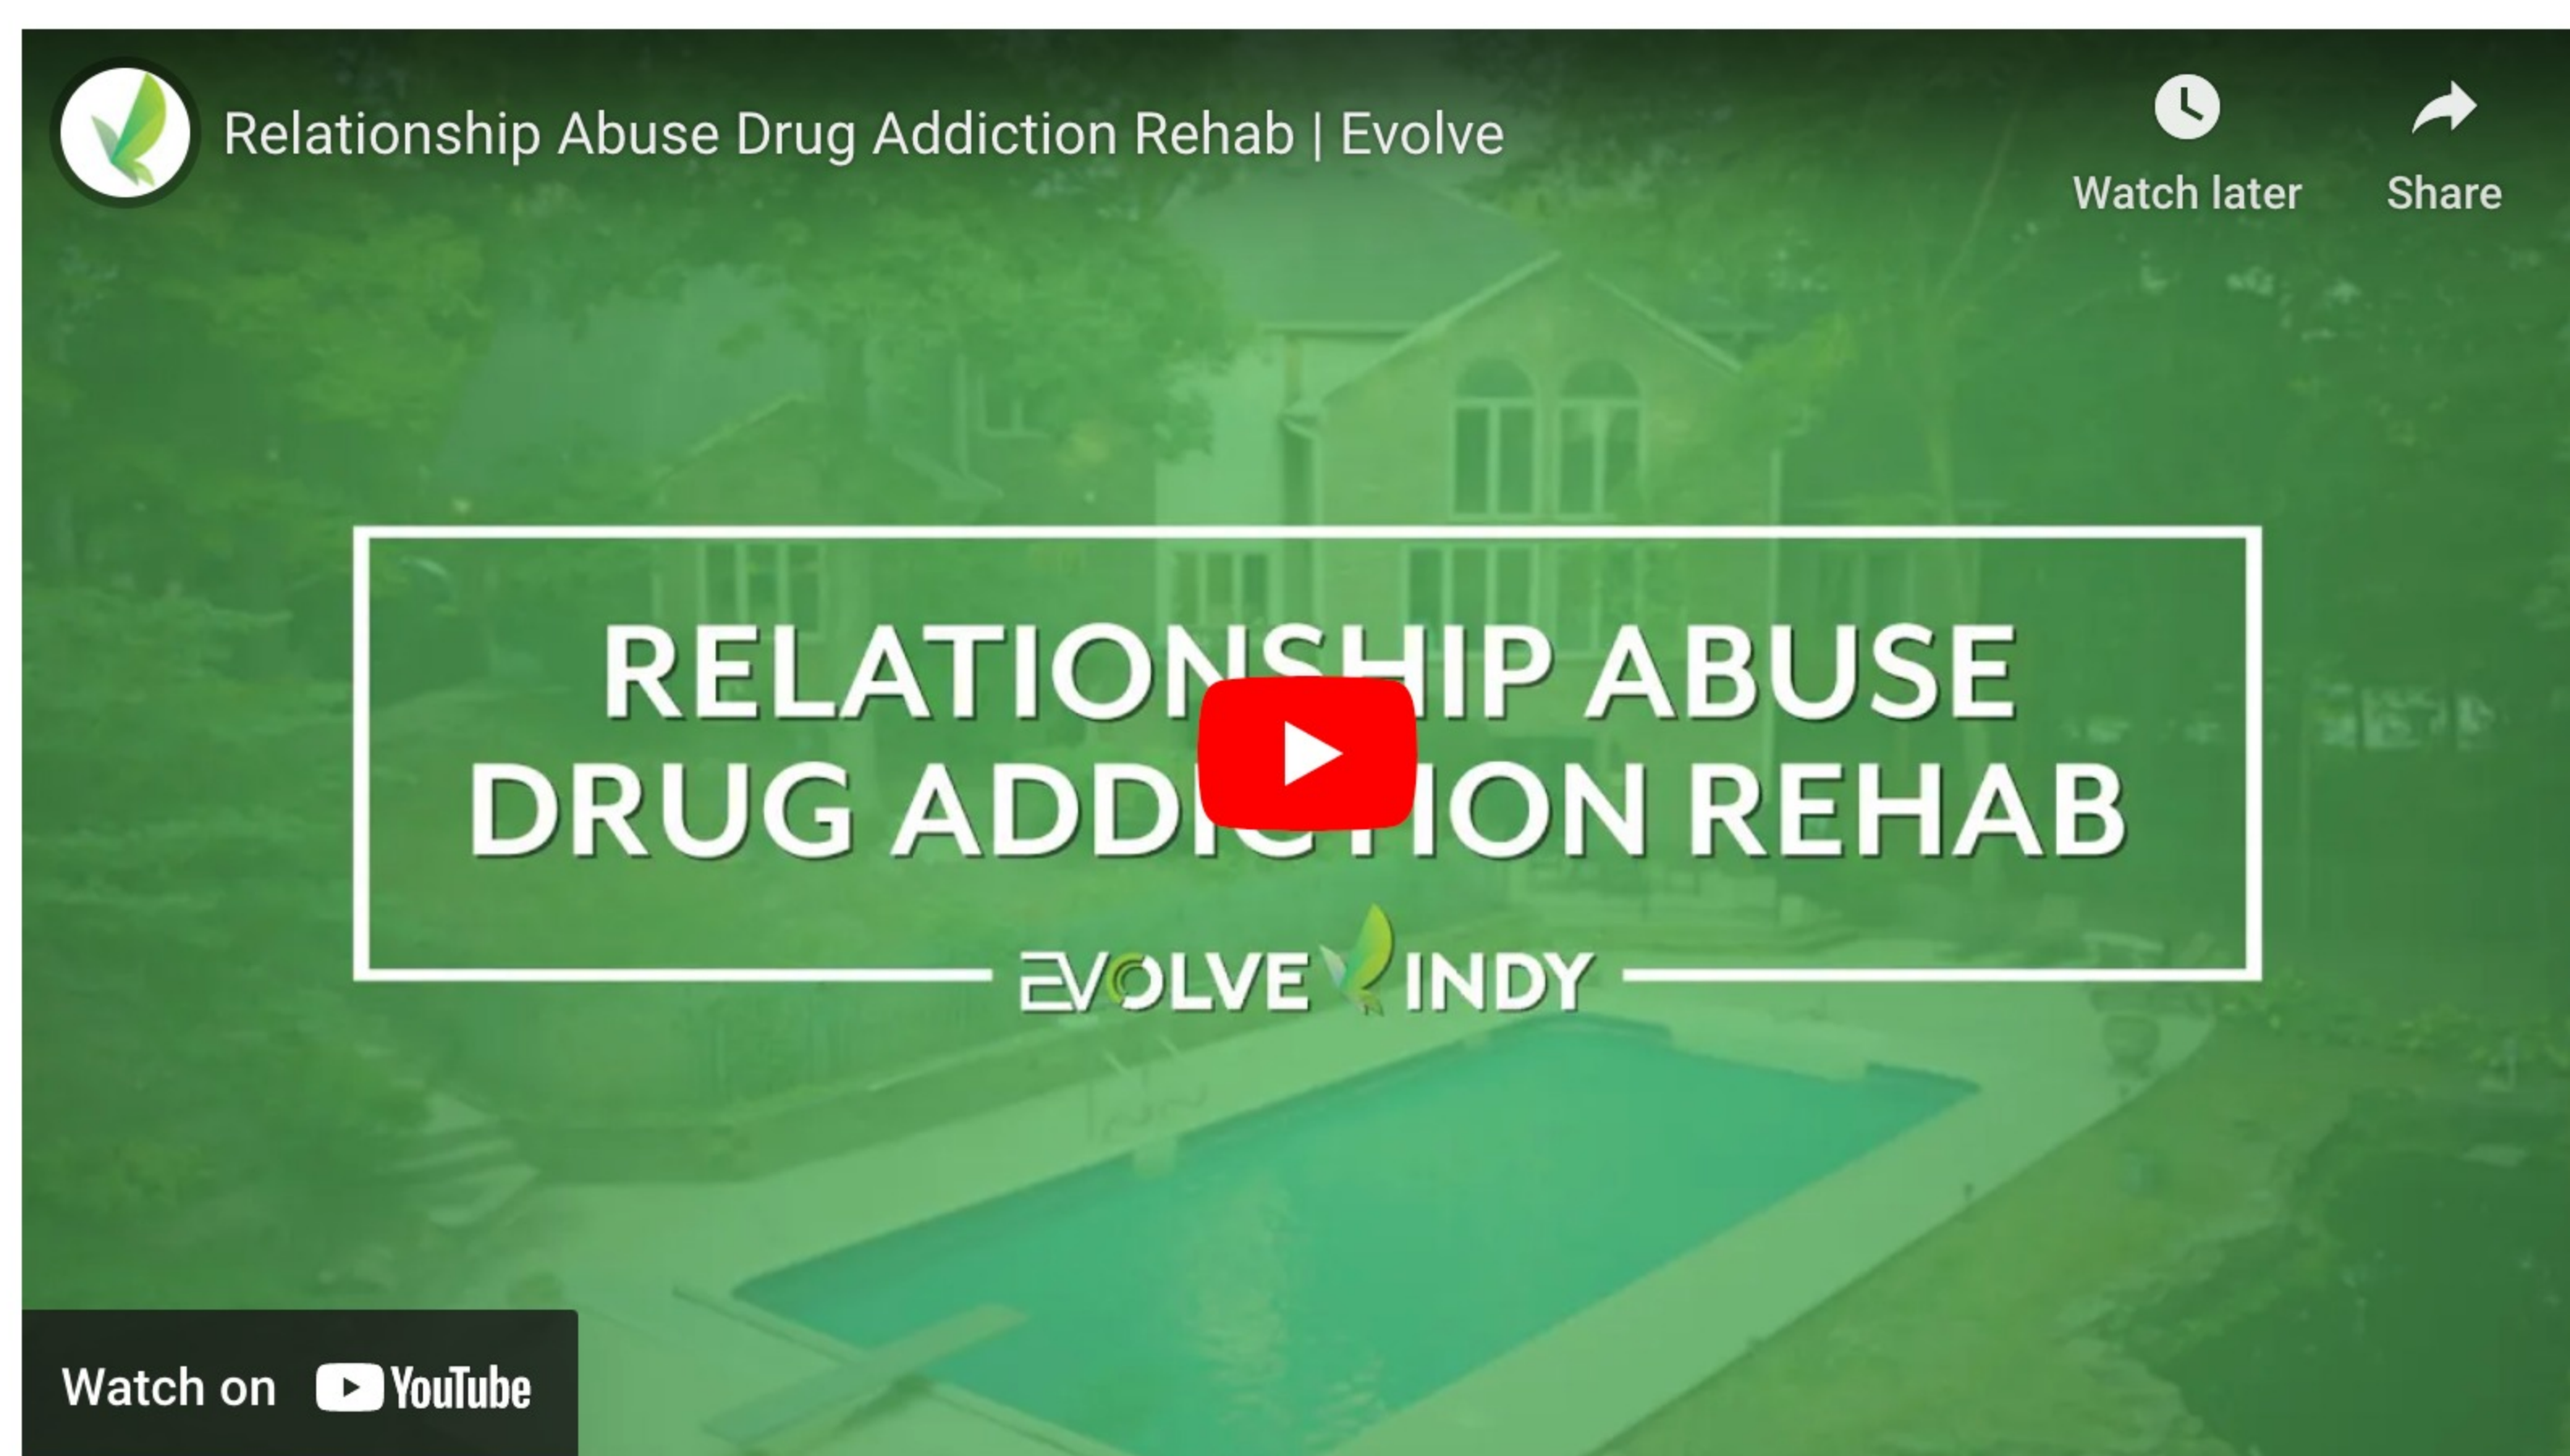 Relationship Abuse Drug Addiction Rehab | Evolve
Watch later
Share
RELATIONSHIP ABUSE
DRUG ADDICTION REHAB
EVOLVE INDY
Watch on YouTube